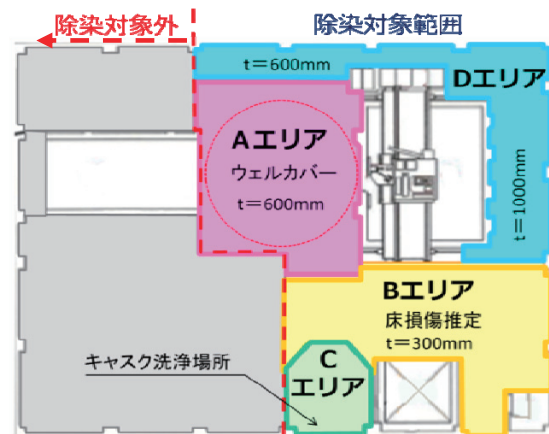 除染対象外
除染対象範囲
t＝600mm
Dエリア
Aエリア
ウェルカバー
t＝600mm
t＝1000mm
Bエリア
床損傷推定
t＝300mm
C
エリア
キャスク洗浄場所